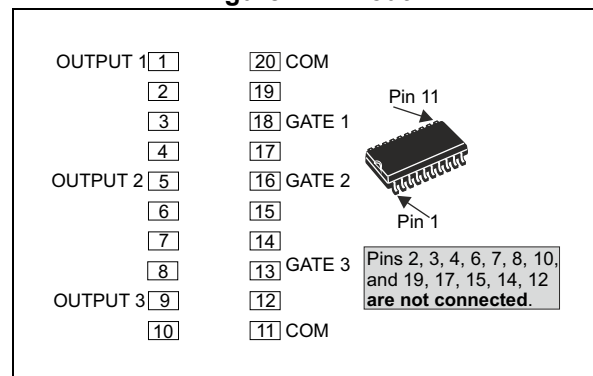 OUTPUT 1 1 20 COM
2 19
3 18 GATE 1
4 17
OUTPUT 2 5 16 GATE 2
6 15
7 14
8 13 GATE 3
OUTPUT 3 9 12
10 11 COM
Pin 11
Pin 1
Pins 2, 3, 4, 6, 7, 8, 10,
and 19, 17, 15, 14, 12
are not connected.